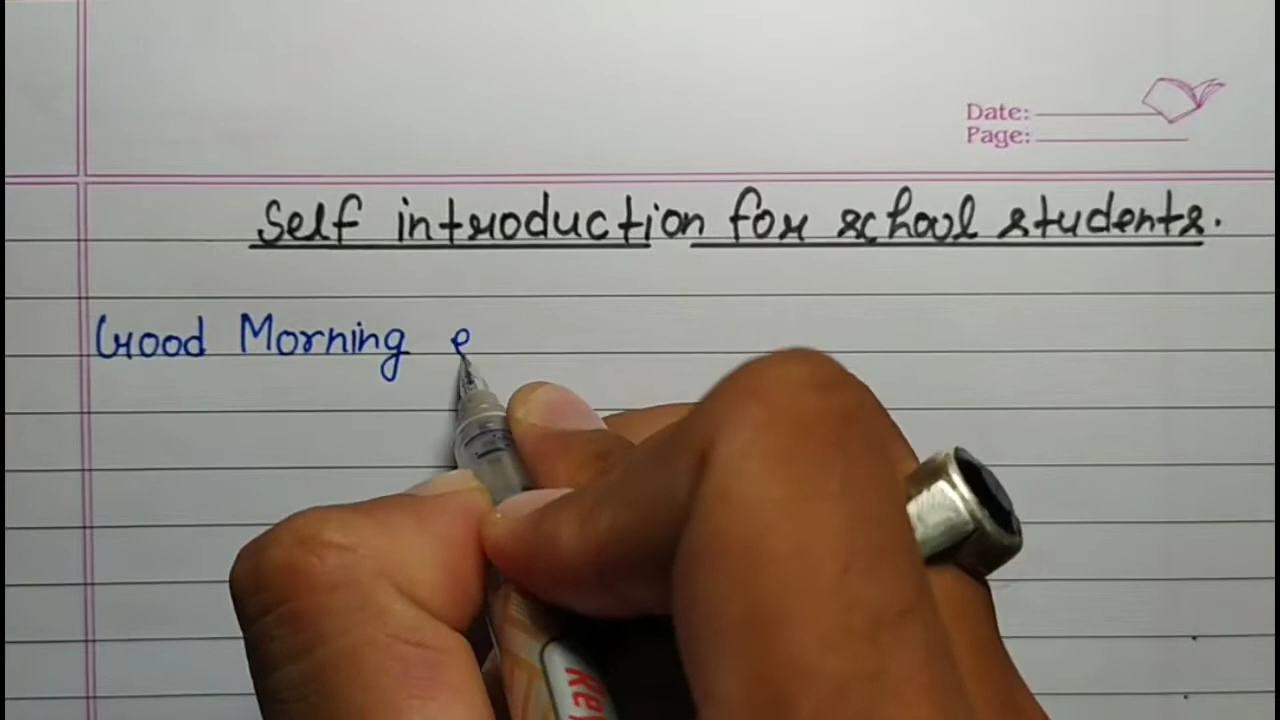 Date:
Page:
Self introduction for school students.
Good Morning e